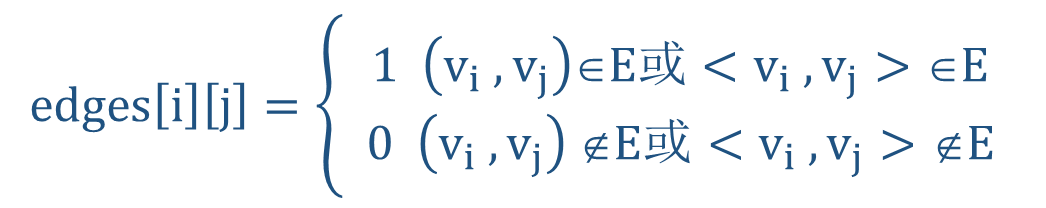 edges[i][j] = {
1 (vᵢ , vⱼ)∈E或 < vᵢ , vⱼ > ∈E
0 (vᵢ , vⱼ) ∉E或 < vᵢ , vⱼ > ∉E